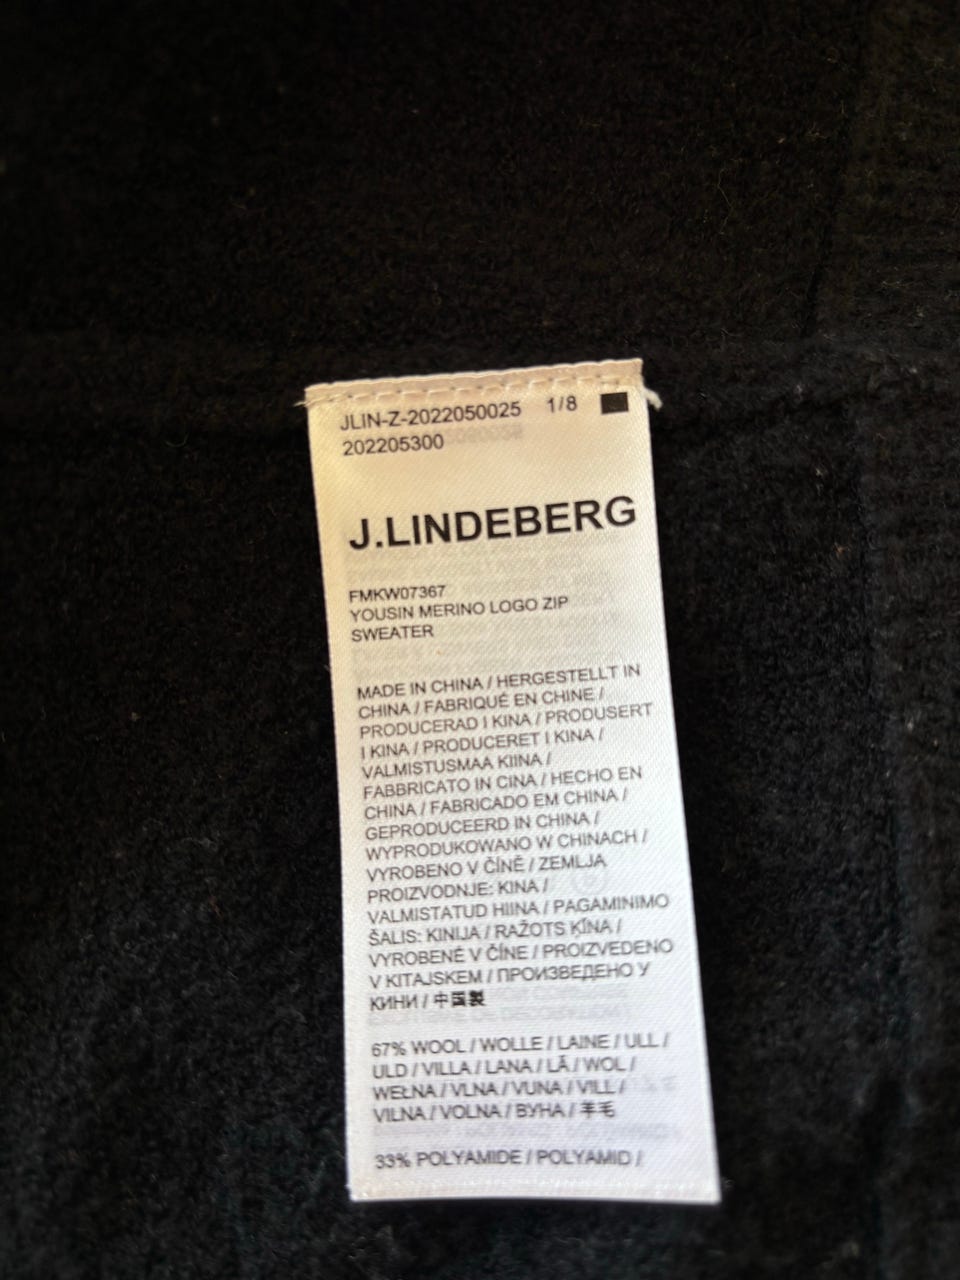 JLIN-Z-2022050025 1/8
202205300
J.LINDEBERG
FMKW07367
YOUSIN MERINO LOGO ZIP
SWEATER
MADE IN CHINA / HERGESTELLT IN
CHINA / FABRIQUÉ EN CHINE /
PRODUCERAD I KINA / PRODUSERT
I KINA / PRODUCERET I KINA /
VALMISTUSMAA KIINA /
FABBRICATO IN CINA / HECHO EN
CHINA / FABRICADO EM CHINA /
GEPRODUCEERD IN CHINA /
WYPRODUKOWANO W CHINACH /
VYROBENO V ČÍNĚ / ZEMLJA
PROIZVODNJE: KINA /
VALMISTATUD HIINA / PAGAMINIMO
ŠALIS: KINIJA / RAŽOTS ĶĪNA /
VYROBENÉ V ČÍNE / PROIZVEDENO
V KITAJSKEM / ПРОИЗВЕДЕНО У
КИНИ / 中国製
67% WOOL / WOLLE / LAINE / ULL /
ULD / VILLA / LANA / LÃ / WOL /
WEŁNA / VLNA / VUNA / VILL /
VILNA / VOLNA / ВУНА / 羊毛
33% POLYAMIDE / POLYAMID /